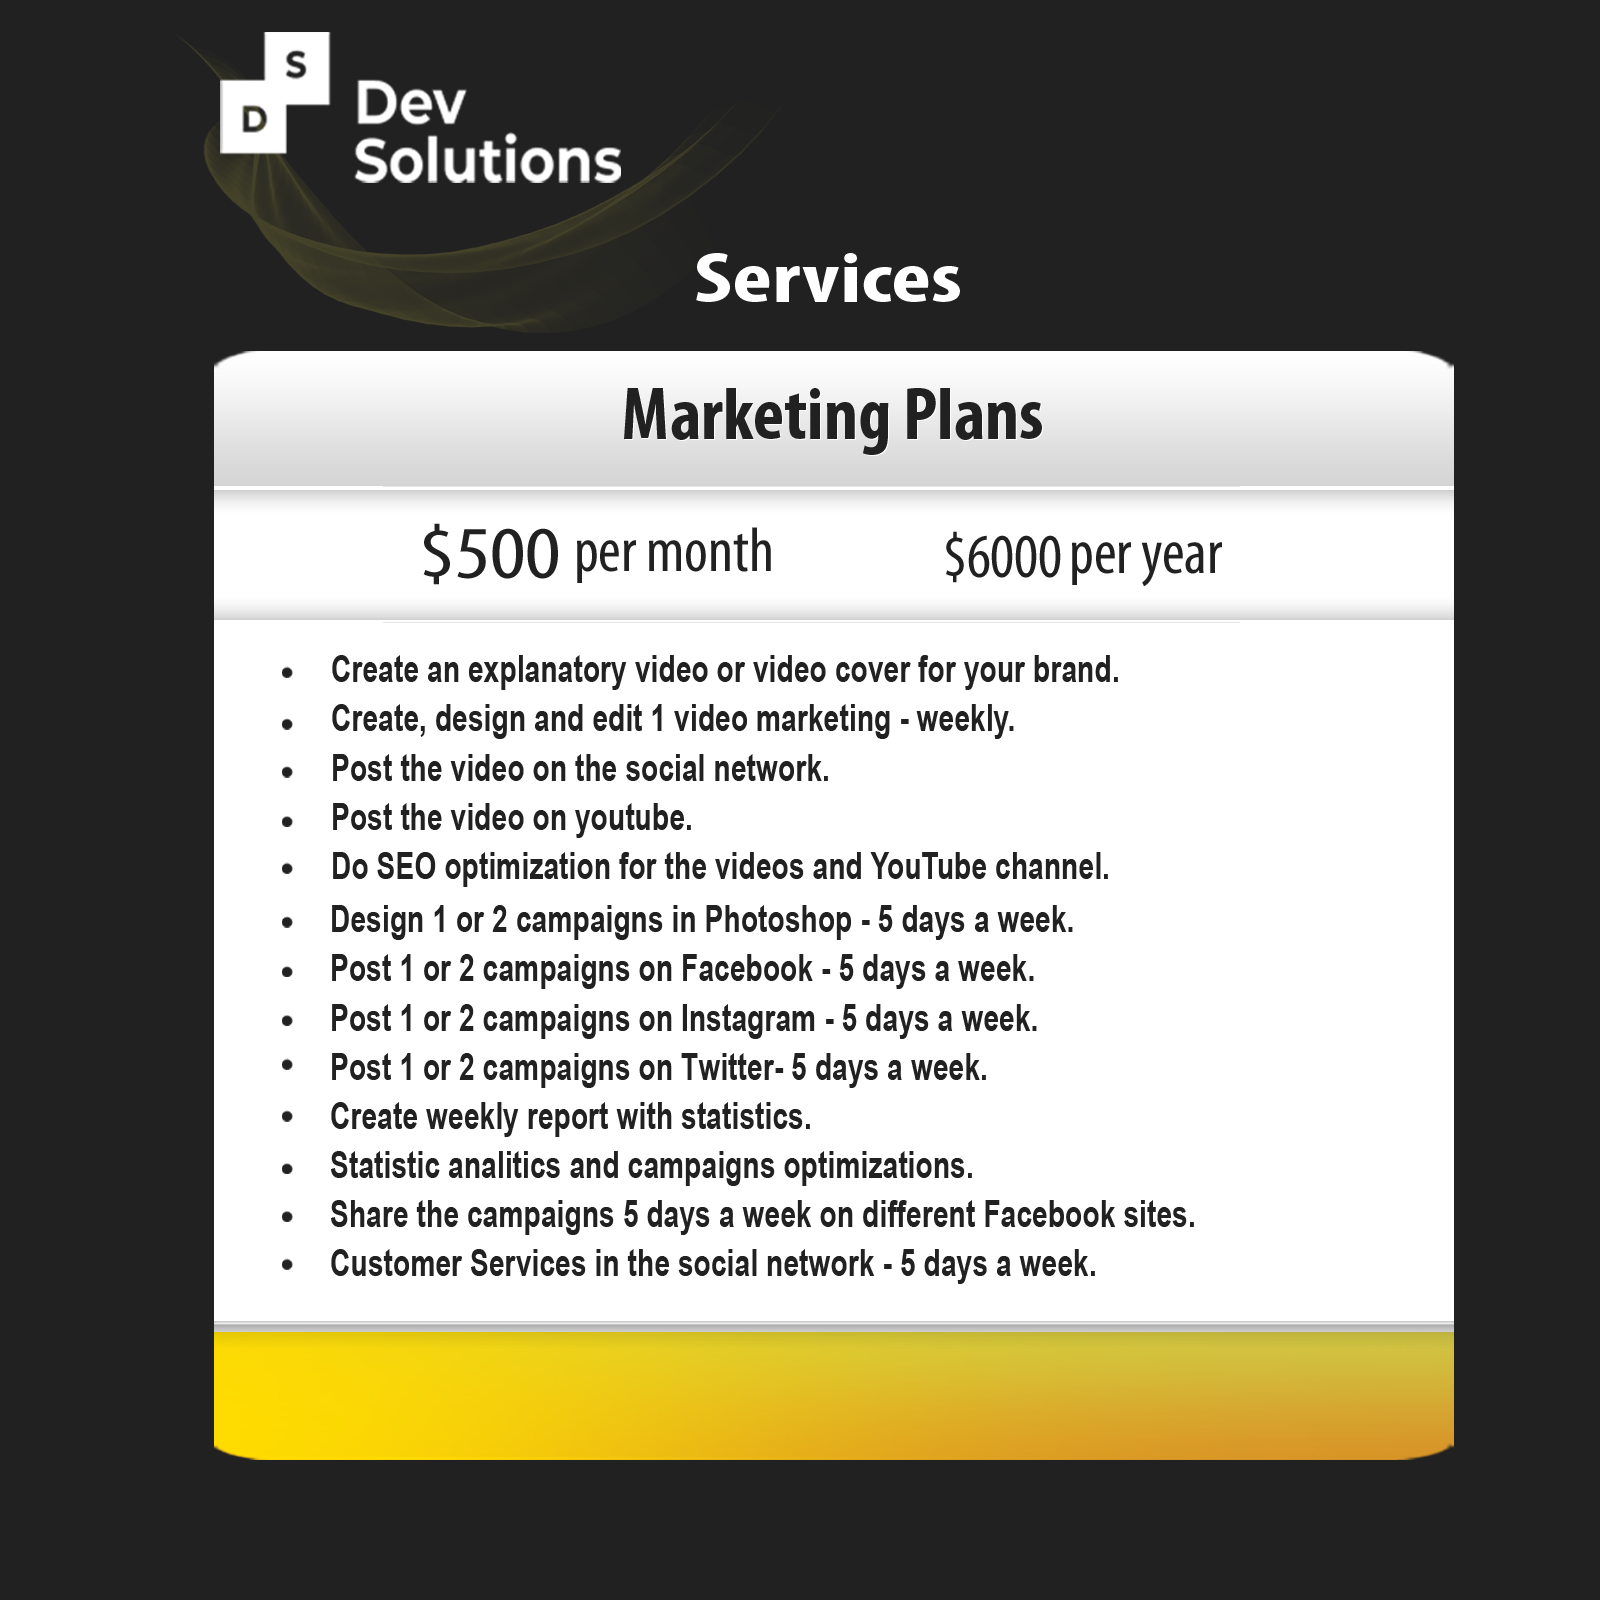 S
D
Dev
Solutions
Services
Marketing Plans
$500 per month $6000 per year
• Create an explanatory video or video cover for your brand.
• Create, design and edit 1 video marketing - weekly.
• Post the video on the social network.
• Post the video on youtube.
• Do SEO optimization for the videos and YouTube channel.
• Design 1 or 2 campaigns in Photoshop - 5 days a week.
• Post 1 or 2 campaigns on Facebook - 5 days a week.
• Post 1 or 2 campaigns on Instagram - 5 days a week.
• Post 1 or 2 campaigns on Twitter- 5 days a week.
• Create weekly report with statistics.
• Statistic analitics and campaigns optimizations.
• Share the campaigns 5 days a week on different Facebook sites.
• Customer Services in the social network - 5 days a week.